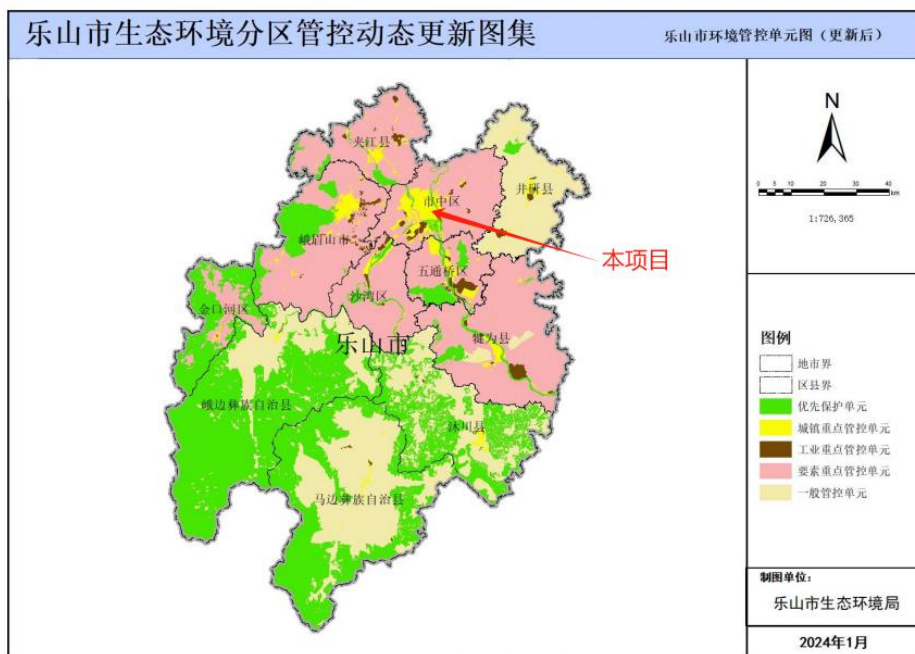 乐山市生态环境分区管控动态更新图集
乐山市环境管控单元图（更新后）
N
0 5 10 20 30 40
km
1:726,365
夹江县
井研县
市中区
峨眉山市
本项目
五通桥区
沙湾区
金口河区
乐山市
犍为县
峨边彝族自治县
沐川县
马边彝族自治县
图例
地市界
区县界
优先保护单元
城镇重点管控单元
工业重点管控单元
要素重点管控单元
一般管控单元
制图单位：
乐山市生态环境局
2024年1月